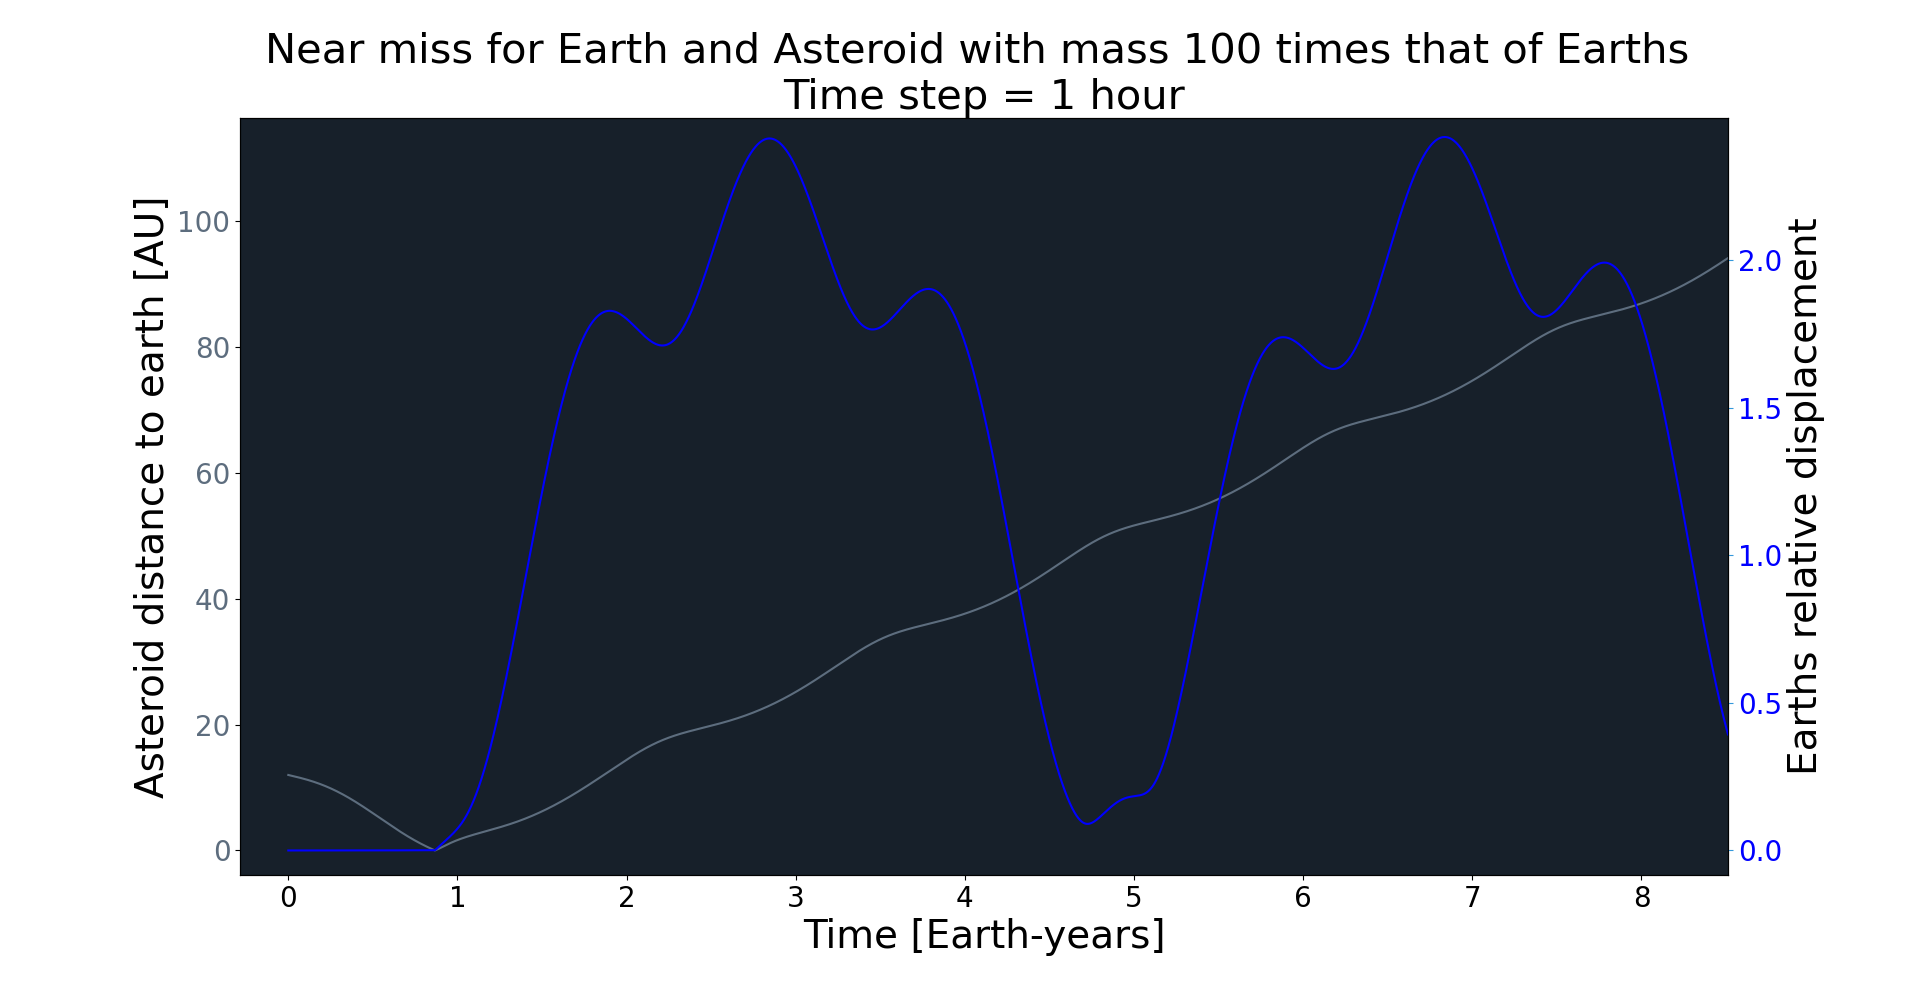 Near miss for Earth and Asteroid with mass 100 times that of Earths
Time step = 1 hour
Asteroid distance to earth [AU]
100
80
60
40
20
0
2.0
1.5
1.0
0.5
0.0
Earths relative displacement
0 1 2 3 4 5 6 7 8
Time [Earth-years]